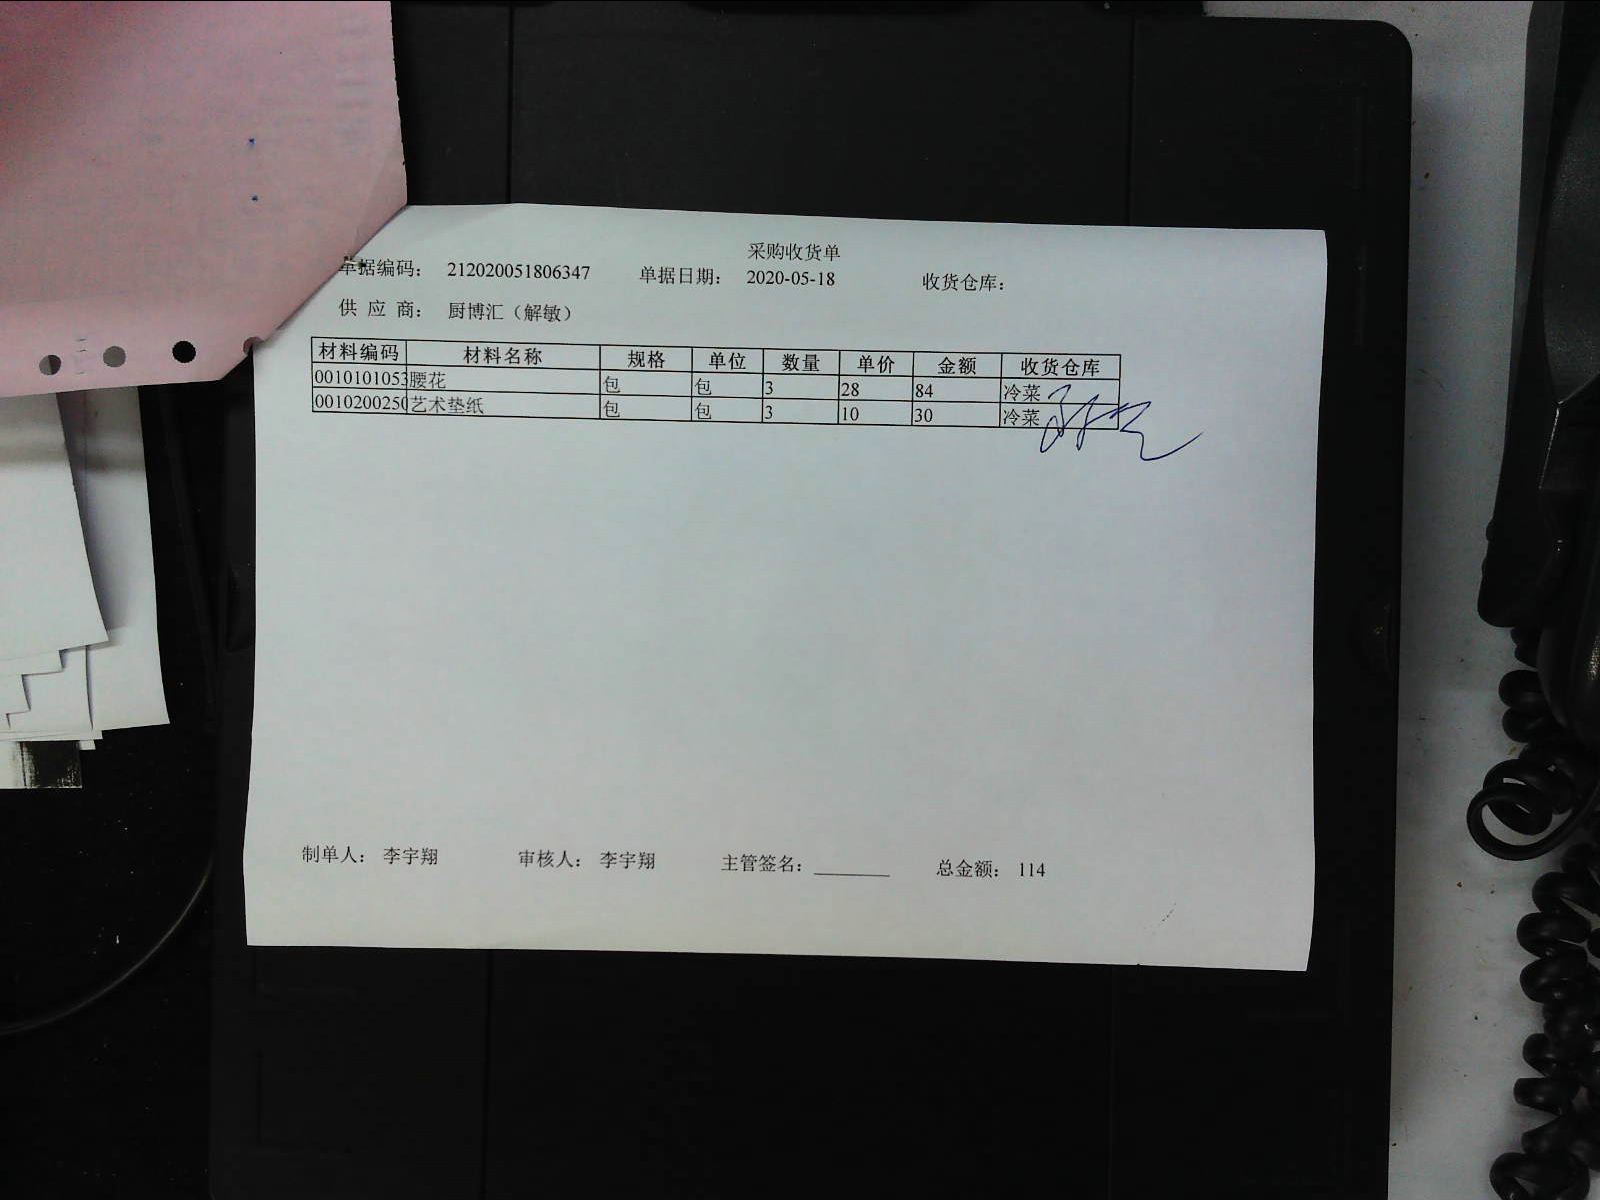 采购收货单
单据编码： 212020051806347 单据日期： 2020-05-18 收货仓库：
供 应 商： 厨博汇（解敏）
材料编码 材料名称 规格 单位 数量 单价 金额 收货仓库
0010101053 腰花 包 包 3 28 84 冷菜
001020025 艺术垫纸 包 包 3 10 30 冷菜
制单人： 李宇翔 审核人： 李宇翔 主管签名： 总金额： 114